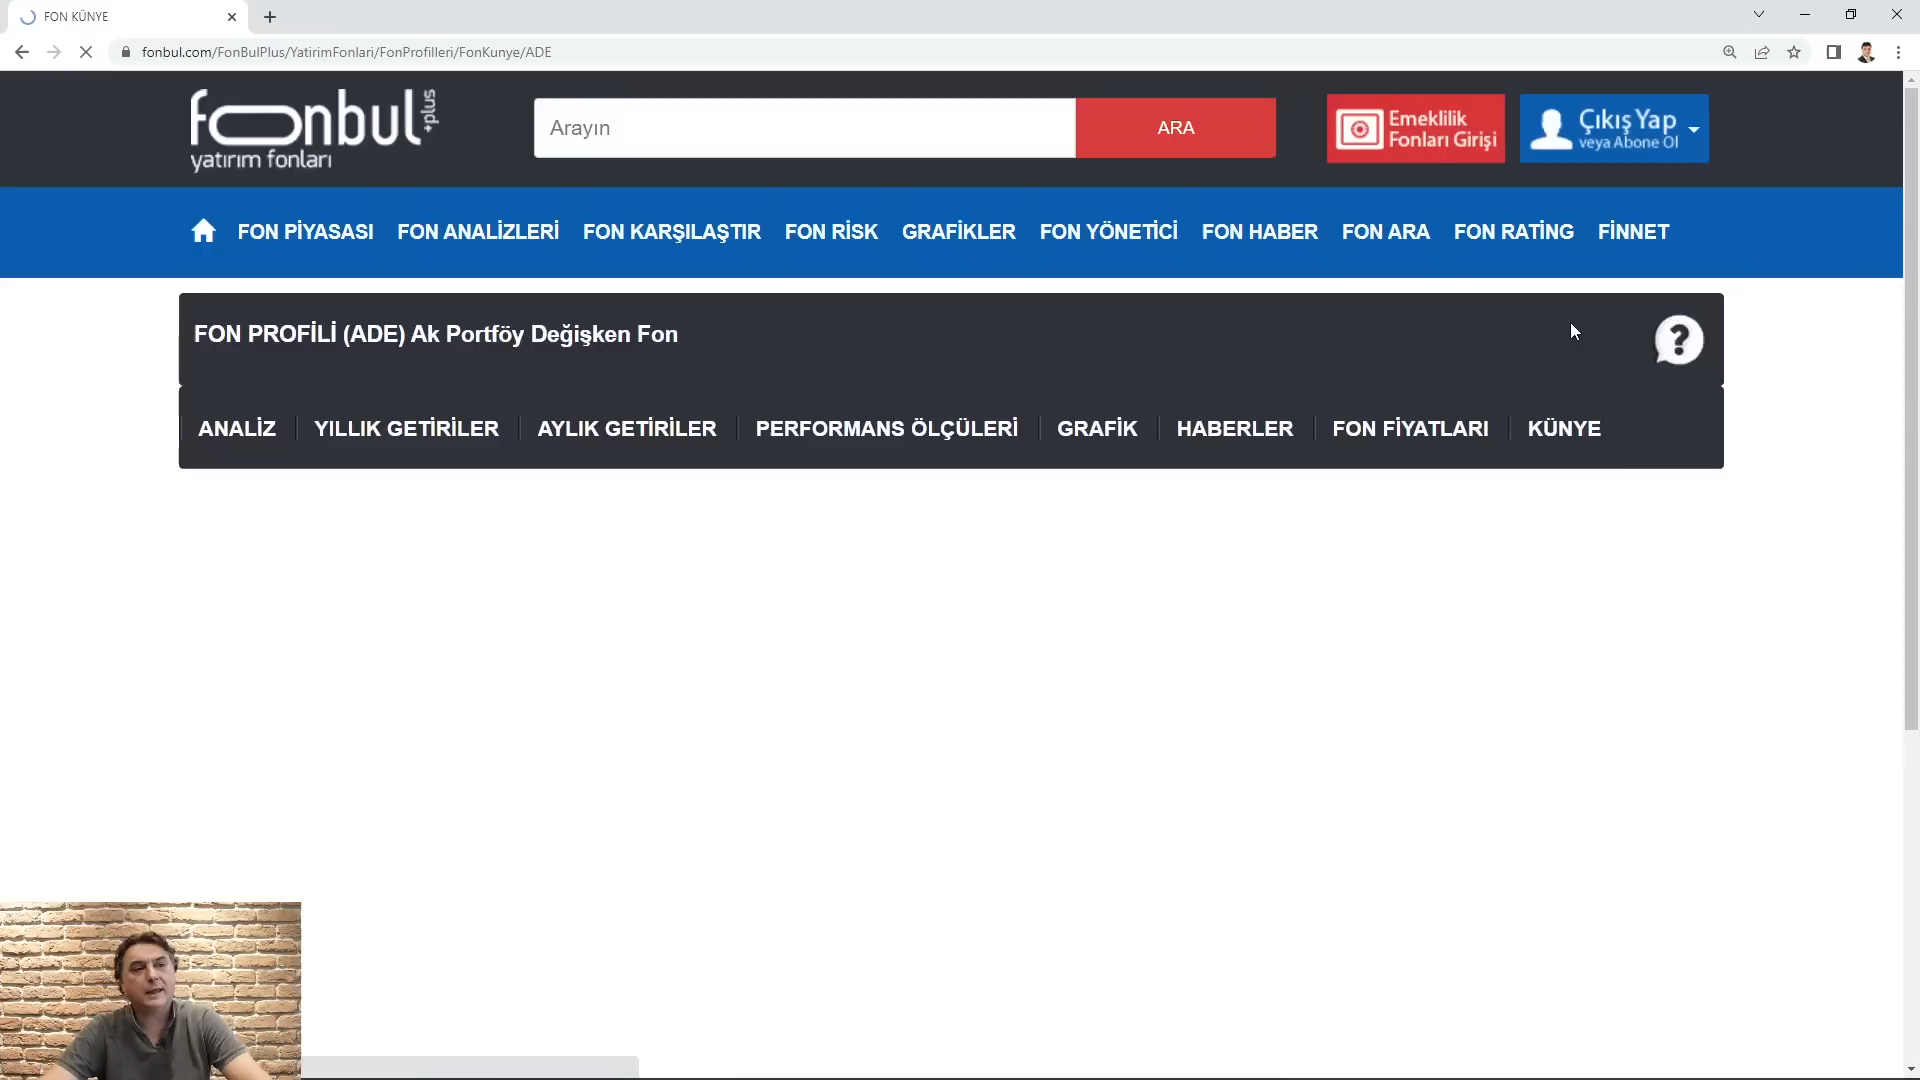 FON KÜNYE
fonbul.com/FonBulPlus/YatirimFonlari/FonProfilleri/FonKunye/ADE
fonbul +plus
yatırım fonları
Arayın
ARA
Emeklilik
Fonları Girişi
Çıkış Yap
veya Abone Ol
FON PİYASASI FON ANALİZLERİ FON KARŞILAŞTIR FON RİSK GRAFİKLER FON YÖNETİCİ FON HABER FON ARA FON RATİNG FİNNET
FON PROFİLİ (ADE) Ak Portföy Değişken Fon
?
ANALİZ YILLIK GETİRİLER AYLIK GETİRİLER PERFORMANS ÖLÇÜLERİ GRAFİK HABERLER FON FİYATLARI KÜNYE